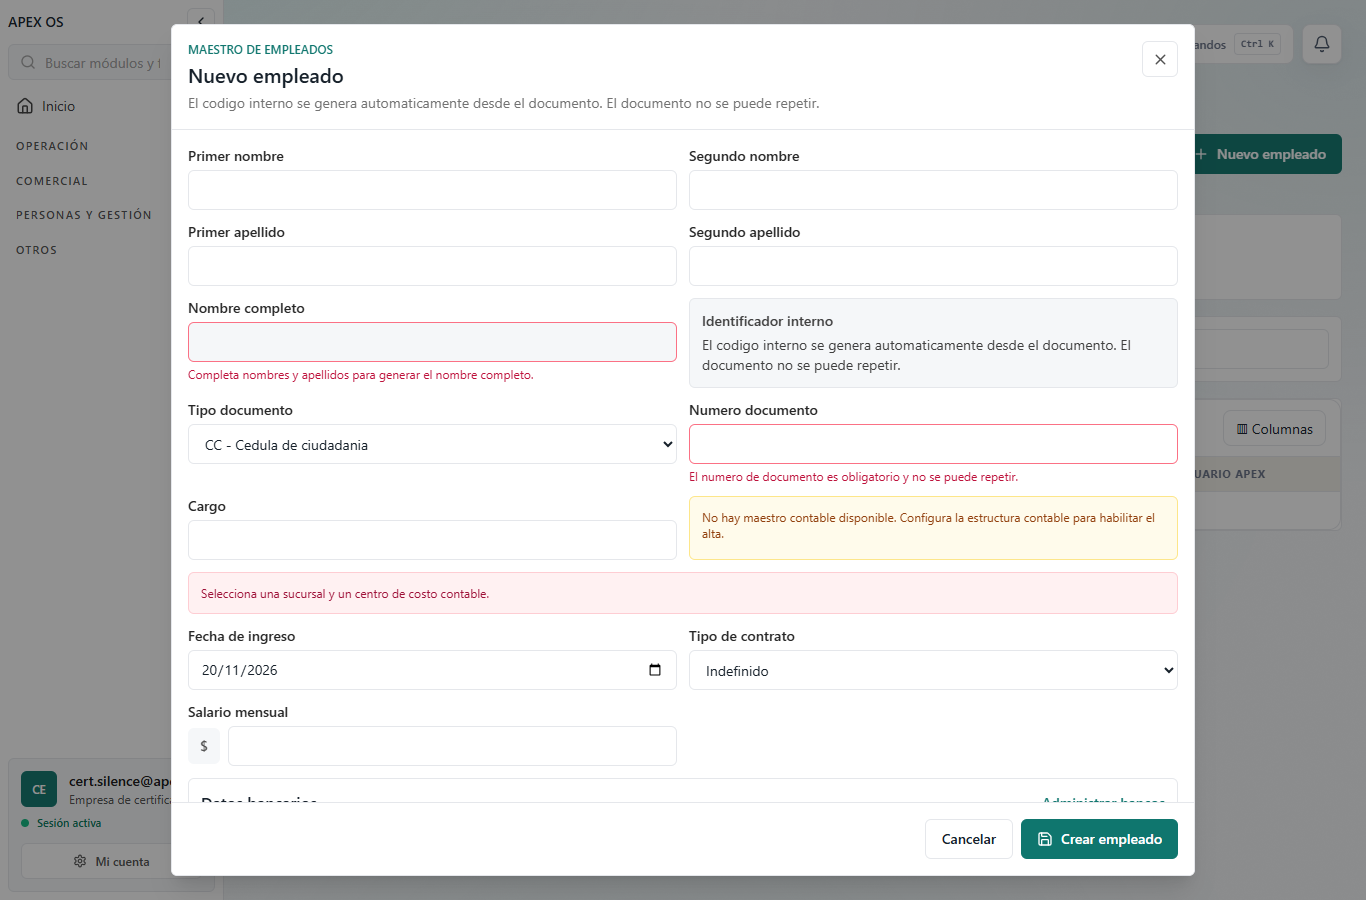 APEX OS
Buscar módulos y f
Inicio
OPERACIÓN
COMERCIAL
PERSONAS Y GESTIÓN
OTROS
CE
cert.silence@ap
Empresa de certific
Sesión activa
Mi cuenta
MAESTRO DE EMPLEADOS
Nuevo empleado
El codigo interno se genera automaticamente desde el documento. El documento no se puede repetir.
Primer nombre
Segundo nombre
Primer apellido
Segundo apellido
Nombre completo
Completa nombres y apellidos para generar el nombre completo.
Identificador interno
El codigo interno se genera automaticamente desde el documento. El
documento no se puede repetir.
Tipo documento
CC - Cedula de ciudadania
Numero documento
El numero de documento es obligatorio y no se puede repetir.
Cargo
No hay maestro contable disponible. Configura la estructura contable para habilitar el
alta.
Selecciona una sucursal y un centro de costo contable.
Fecha de ingreso
20/11/2026
Tipo de contrato
Indefinido
Salario mensual
$
Datos bancarios
Administrar bancos
Cancelar
Crear empleado
andos
Ctrl K
+ Nuevo empleado
Columnas
UARIO APEX